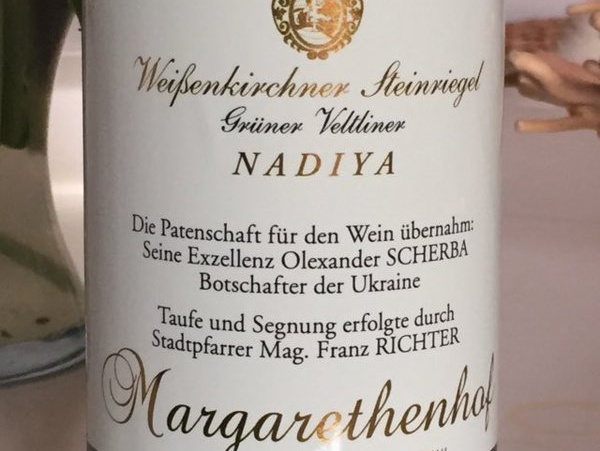 Weißenkirchner Steinriegel
Grüner Veltliner
NADIYA
Die Patenschaft für den Wein übernahm:
Seine Exzellenz Olexander SCHERBA
Botschafter der Ukraine
Taufe und Segnung erfolgte durch
Stadtpfarrer Mag. Franz RICHTER
Margarethenhof